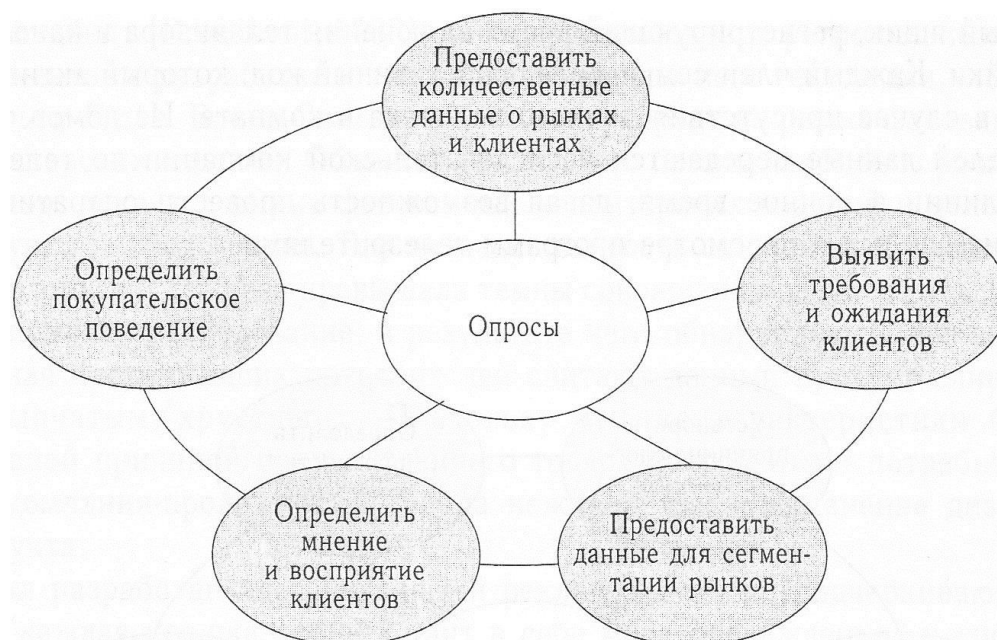 Предоставить
количественные
данные о рынках
и клиентах
Определить
покупательское
поведение
Опросы
Выявить
требования
и ожидания
клиентов
Определить
мнение
и восприятие
клиентов
Предоставить
данные для сегмен-
тации рынков